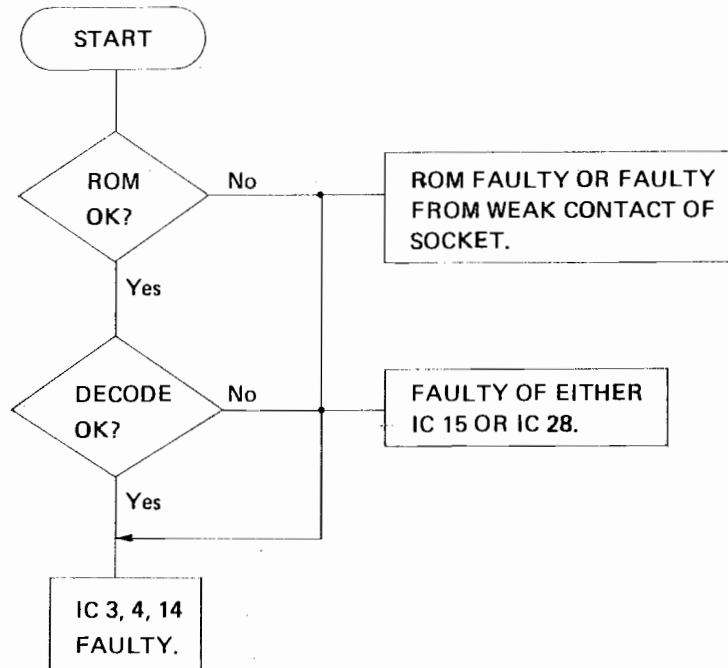 START
ROM
OK?
No
ROM FAULTY OR FAULTY
FROM WEAK CONTACT OF
SOCKET.
Yes
DECODE
OK?
No
FAULTY OF EITHER
IC 15 OR IC 28.
Yes
IC 3, 4, 14
FAULTY.